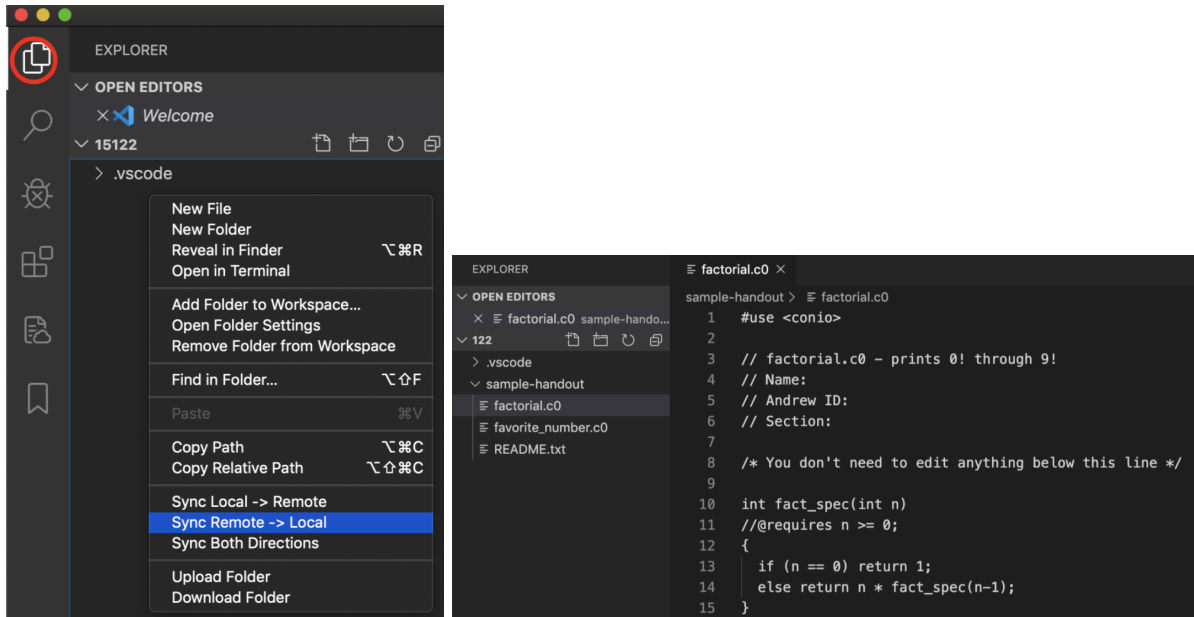 EXPLORER
OPEN EDITORS
Welcome
15122
.vscode
New File
New Folder
Reveal in Finder ⌥⌘R
Open in Terminal
Add Folder to Workspace...
Open Folder Settings
Remove Folder from Workspace
Find in Folder... ⌥⇧F
Paste ⌘V
Copy Path ⌥⌘C
Copy Relative Path ⌥⇧⌘C
Sync Local -> Remote
Sync Remote -> Local
Sync Both Directions
Upload Folder
Download Folder
EXPLORER
OPEN EDITORS
factorial.c0 sample-hando...
122
.vscode
sample-handout
factorial.c0
favorite_number.c0
README.txt
factorial.c0
sample-handout > factorial.c0
1 #use <conio>
2
3 // factorial.c0 - prints 0! through 9!
4 // Name:
5 // Andrew ID:
6 // Section:
7
8 /* You don't need to edit anything below this line */
9
10 int fact_spec(int n)
11 //@requires n >= 0;
12 {
13 if (n == 0) return 1;
14 else return n * fact_spec(n-1);
15 }